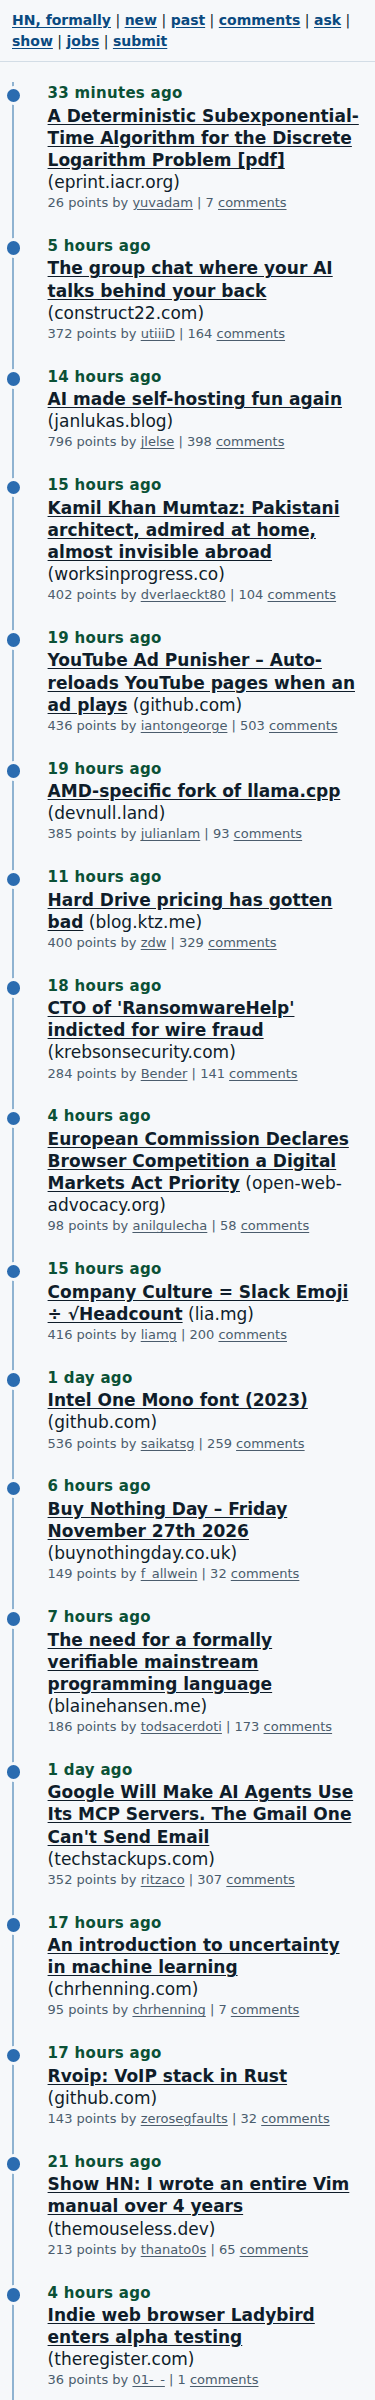 HN, formally | new | past | comments | ask |
show | jobs | submit
33 minutes ago
A Deterministic Subexponential-
Time Algorithm for the Discrete
Logarithm Problem [pdf]
(eprint.iacr.org)
26 points by yuvadam | 7 comments
5 hours ago
The group chat where your AI
talks behind your back
(construct22.com)
372 points by utiiiD | 164 comments
14 hours ago
AI made self-hosting fun again
(janlukas.blog)
796 points by jlelse | 398 comments
15 hours ago
Kamil Khan Mumtaz: Pakistani
architect, admired at home,
almost invisible abroad
(worksinprogress.co)
402 points by dverlaeckt80 | 104 comments
19 hours ago
YouTube Ad Punisher – Auto-
reloads YouTube pages when an
ad plays (github.com)
436 points by iantongeorge | 503 comments
19 hours ago
AMD-specific fork of llama.cpp
(devnull.land)
385 points by julianlam | 93 comments
11 hours ago
Hard Drive pricing has gotten
bad (blog.ktz.me)
400 points by zdw | 329 comments
18 hours ago
CTO of 'RansomwareHelp'
indicted for wire fraud
(krebsonsecurity.com)
284 points by Bender | 141 comments
4 hours ago
European Commission Declares
Browser Competition a Digital
Markets Act Priority (open-web-
advocacy.org)
98 points by anilgulecha | 58 comments
15 hours ago
Company Culture = Slack Emoji
÷ √Headcount (lia.mg)
416 points by liamg | 200 comments
1 day ago
Intel One Mono font (2023)
(github.com)
536 points by saikatsg | 259 comments
6 hours ago
Buy Nothing Day – Friday
November 27th 2026
(buynothingday.co.uk)
149 points by f_allwein | 32 comments
7 hours ago
The need for a formally
verifiable mainstream
programming language
(blainehansen.me)
186 points by todsacerdoti | 173 comments
1 day ago
Google Will Make AI Agents Use
Its MCP Servers. The Gmail One
Can't Send Email
(techstackups.com)
352 points by ritzaco | 307 comments
17 hours ago
An introduction to uncertainty
in machine learning
(chrhenning.com)
95 points by chrhenning | 7 comments
17 hours ago
Rvoip: VoIP stack in Rust
(github.com)
143 points by zerosegfaults | 32 comments
21 hours ago
Show HN: I wrote an entire Vim
manual over 4 years
(themouseless.dev)
213 points by thanato0s | 65 comments
4 hours ago
Indie web browser Ladybird
enters alpha testing
(theregister.com)
36 points by 01-_- | 1 comments